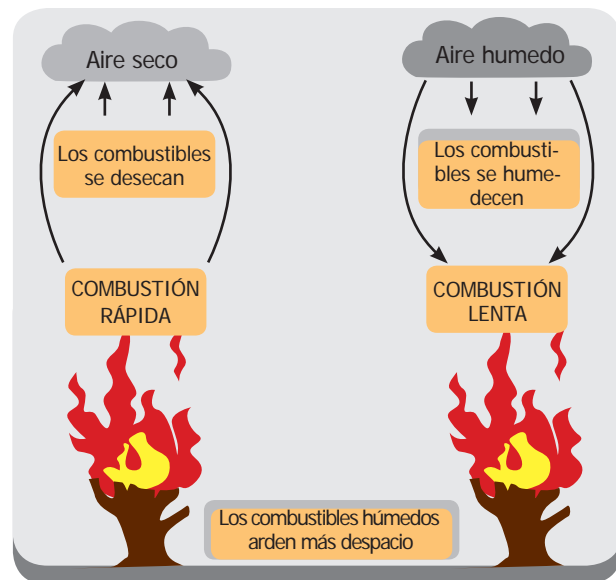 Aire seco
Los combustibles
se desecan
COMBUSTIÓN
RÁPIDA
Aire humedo
Los combusti-
bles se hume-
decen
COMBUSTIÓN
LENTA
Los combustibles húmedos
arden más despacio